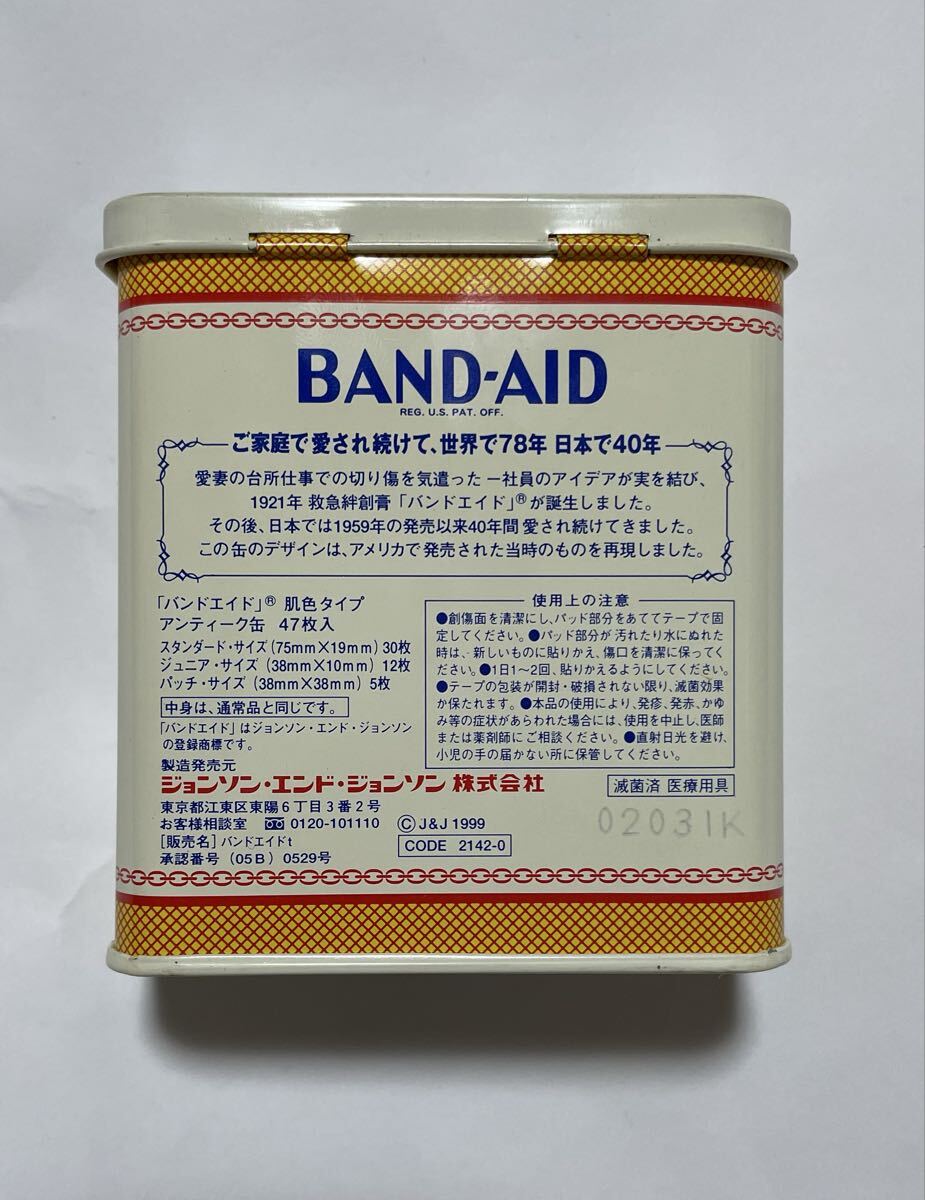 BAND-AID
REG. U.S. PAT. OFF.
ご家庭で愛され続けて、世界で78年 日本で40年
愛妻の台所仕事での切り傷を気遣った 一社員のアイデアが実を結び、
1921年 救急絆創膏「バンドエイド」®が誕生しました。
その後、日本では1959年の発売以来40年間 愛され続けてきました。
この缶のデザインは、アメリカで発売された当時のものを再現しました。
「バンドエイド」® 肌色タイプ
アンティーク缶 47枚入
スタンダード・サイズ(75mm×19mm)30枚
ジュニア・サイズ(38mm×10mm)12枚
パッチ・サイズ(38mm×38mm)5枚
中身は、通常品と同じです。
「バンドエイド」はジョンソン・エンド・ジョンソン
の登録商標です。
使用上の注意
●創傷面を清潔にし、パッド部分をあててテープで固
定してください。●パッド部分が汚れたり水にぬれた
時は、新しいものに貼りかえ、傷口を清潔に保ってく
ださい。●1日1〜2回、貼りかえるようにしてください。
●テープの包装が開封・破損されない限り、滅菌効果
が保たれます。●本品の使用により、発疹、発赤、かゆ
み等の症状があらわれた場合には、使用を中止し、医師
または薬剤師にご相談ください。●直射日光を避け、
小児の手の届かない所に保管してください。
製造発売元
ジョンソン・エンド・ジョンソン 株式会社
東京都江東区東陽6丁目3番2号
お客様相談室 0120-101110
[販売名]バンドエイドt
承認番号(05B)0529号
© J&J 1999
CODE 2142-0
滅菌済 医療用具
02031K